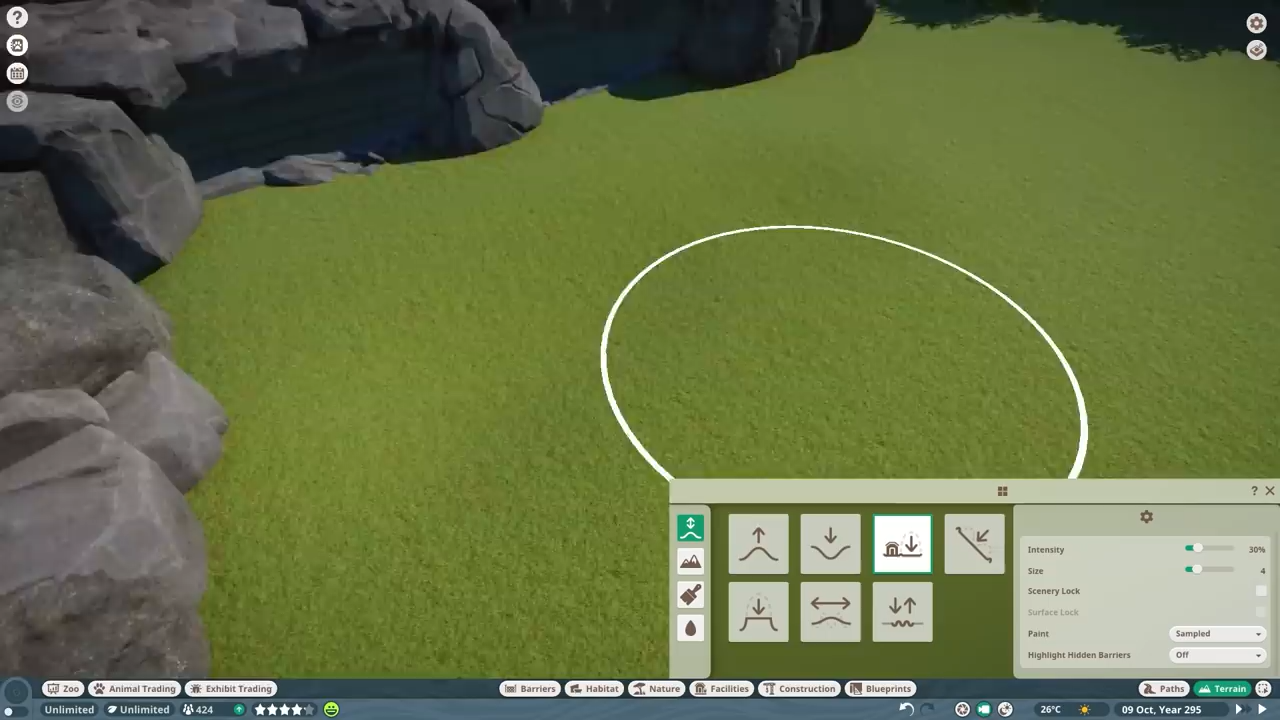 ?
?
Intensity 30%
Size 4
Scenery Lock
Surface Lock
Paint Sampled
Highlight Hidden Barriers Off
Zoo Animal Trading Exhibit Trading Barriers Habitat Nature Facilities Construction Blueprints Paths Terrain
Unlimited Unlimited 424 26°C 09 Oct, Year 295